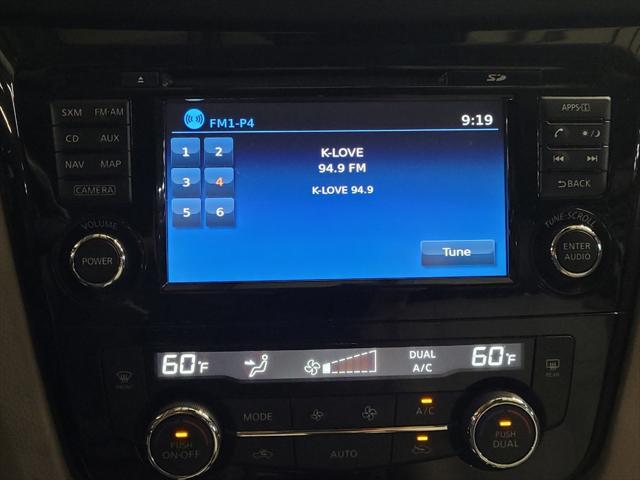 SD
SXM FM·AM
CD AUX
NAV MAP
CAMERA
VOLUME
POWER
FM1-P4 9:19
1 2
3 4
5 6
K-LOVE
94.9 FM
K-LOVE 94.9
Tune
APPS·
BACK
TUNE·SCROLL
ENTER
AUDIO
60°F
DUAL
A/C
60°F
FRONT
REAR
MODE
A/C
PUSH
ON·OFF
AUTO
PUSH
DUAL